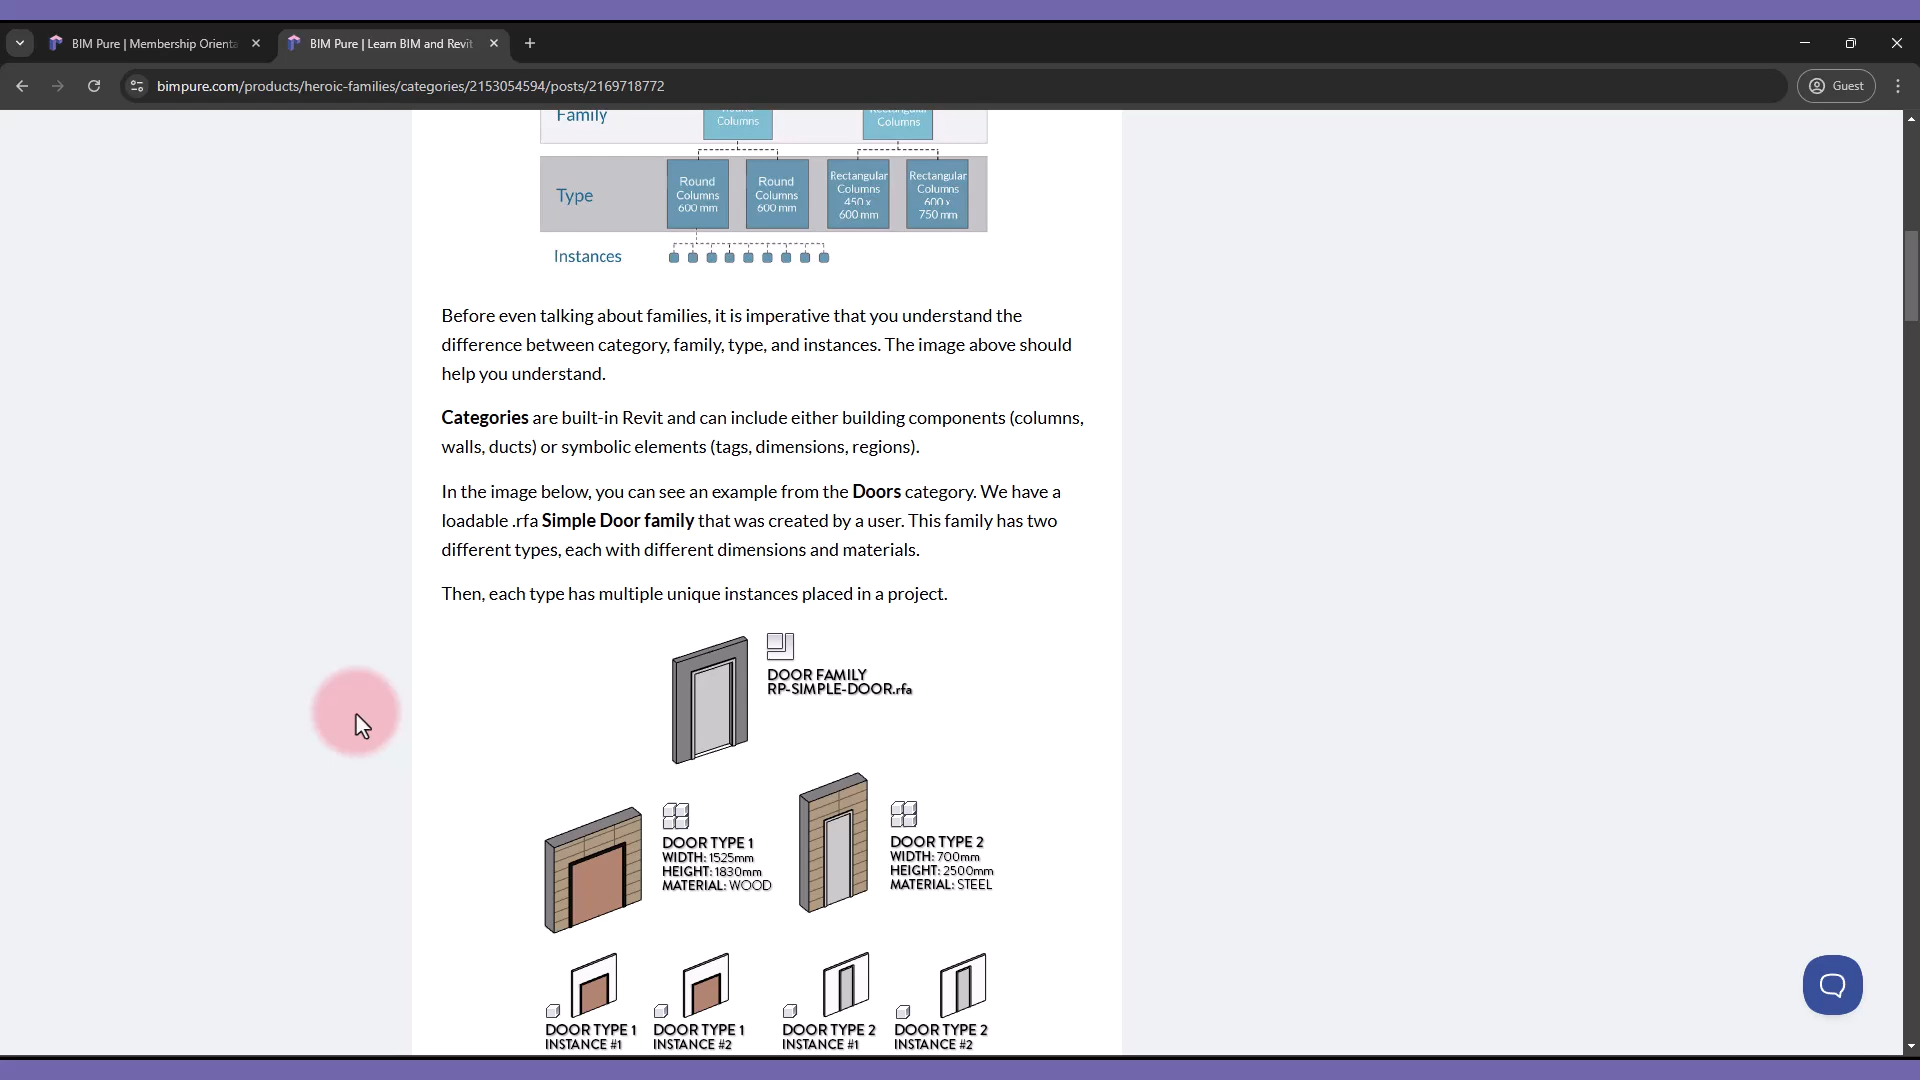 BIM Pure | Membership Orienta
BIM Pure | Learn BIM and Revit
bimpure.com/products/heroic-families/categories/2153054594/posts/2169718772
Guest
Family
Columns
Rectangular
Columns
Type
Round
Columns
600 mm
Round
Columns
600 mm
Rectangular
Columns
450 x
600 mm
Rectangular
Columns
600 x
750 mm
Instances
Before even talking about families, it is imperative that you understand the
difference between category, family, type, and instances. The image above should
help you understand.
Categories are built-in Revit and can include either building components (columns,
walls, ducts) or symbolic elements (tags, dimensions, regions).
In the image below, you can see an example from the Doors category. We have a
loadable .rfa Simple Door family that was created by a user. This family has two
different types, each with different dimensions and materials.
Then, each type has multiple unique instances placed in a project.
DOOR FAMILY
RP-SIMPLE-DOOR.rfa
DOOR TYPE 1
WIDTH: 1525mm
HEIGHT: 1830mm
MATERIAL: WOOD
DOOR TYPE 2
WIDTH: 700mm
HEIGHT: 2500mm
MATERIAL: STEEL
DOOR TYPE 1
INSTANCE #1
DOOR TYPE 1
INSTANCE #2
DOOR TYPE 2
INSTANCE #1
DOOR TYPE 2
INSTANCE #2